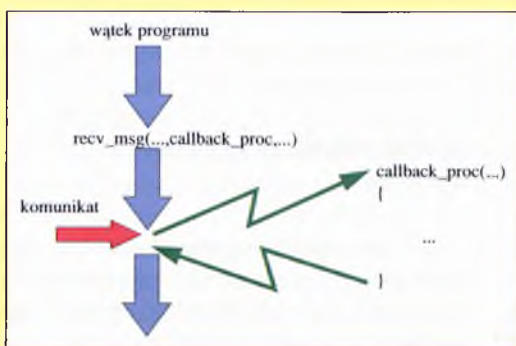 wątek programu
recv_msg(...,callback_proc,...)
callback_proc(...)
{
komunikat
...
}